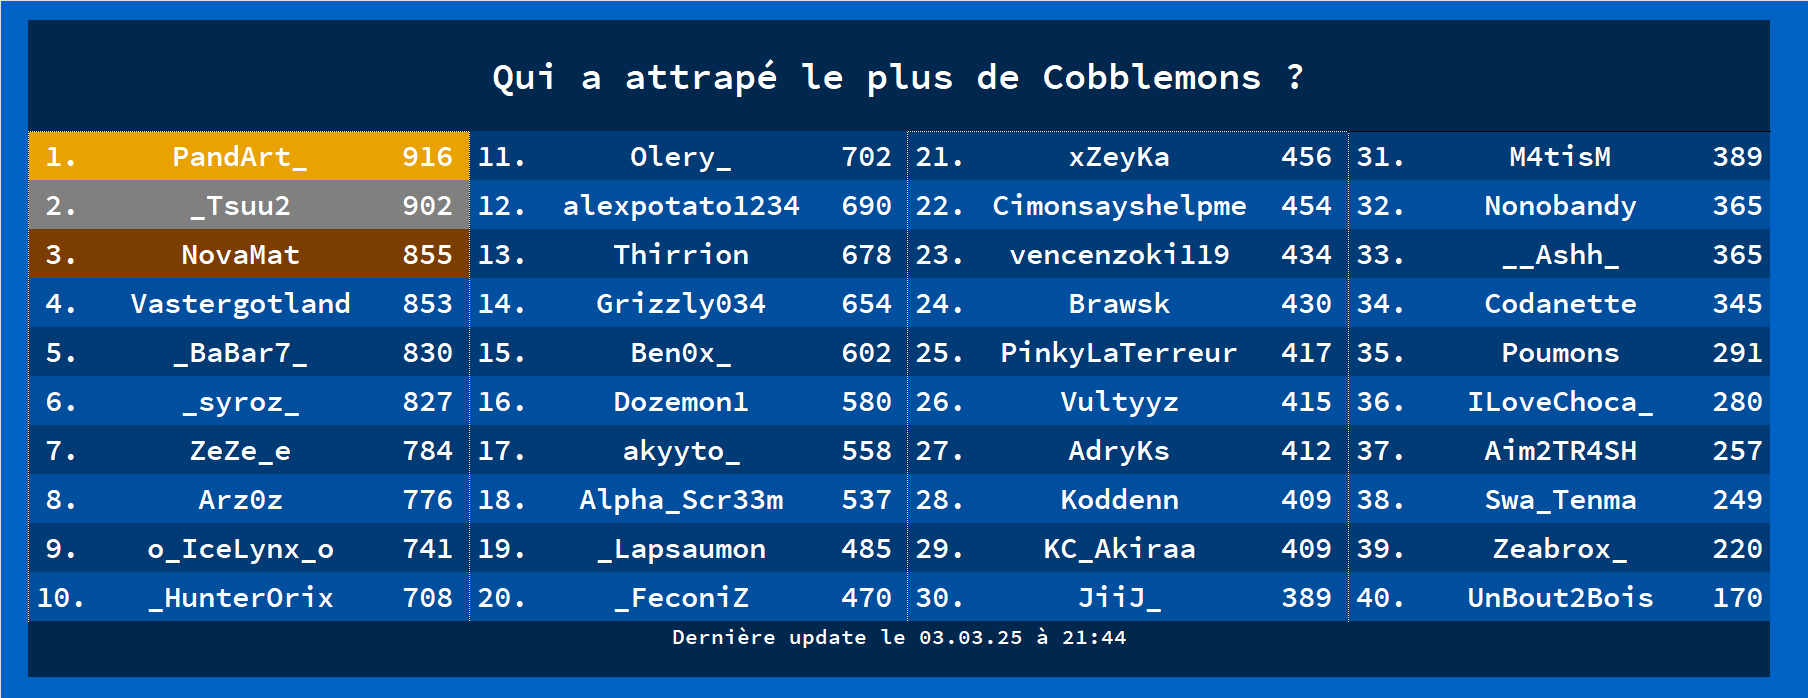 Qui a attrapé le plus de Cobblemons ?
1. PandArt_ 916
2. _Tsuu2 902
3. NovaMat 855
4. Vastergotland 853
5. _BaBar7_ 830
6. _syroz_ 827
7. ZeZe_e 784
8. Arz0z 776
9. o_IceLynx_o 741
10. _HunterOrix 708
11. Olery_ 702
12. alexpotato1234 690
13. Thirrion 678
14. Grizzly034 654
15. Ben0x_ 602
16. Dozemon1 580
17. akyyto_ 558
18. Alpha_Scr33m 537
19. _Lapsaumon 485
20. _FeconiZ 470
21. xZeyKa 456
22. Cimonsayshelpme 454
23. vencenzoki119 434
24. Brawsk 430
25. PinkyLaTerreur 417
26. Vultyyz 415
27. AdryKs 412
28. Koddenn 409
29. KC_Akiraa 409
30. JiiJ_ 389
31. M4tisM 389
32. Nonobandy 365
33. __Ashh_ 365
34. Codanette 345
35. Poumons 291
36. ILoveChoca_ 280
37. Aim2TR4SH 257
38. Swa_Tenma 249
39. Zeabrox_ 220
40. UnBout2Bois 170
Dernière update le 03.03.25 à 21:44